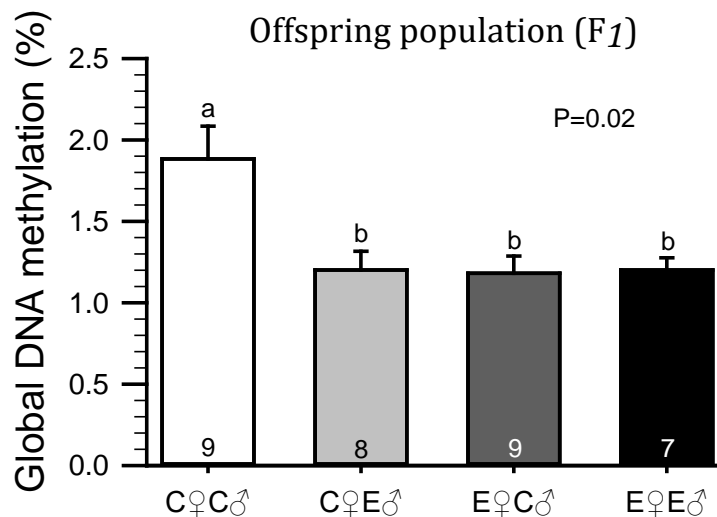 Offspring population (F1)
Global DNA methylation (%)
2.5
2.0
1.5
1.0
0.5
0.0
P=0.02
a
b
b
b
9
8
9
7
C♀C♂
C♀E♂
E♀C♂
E♀E♂